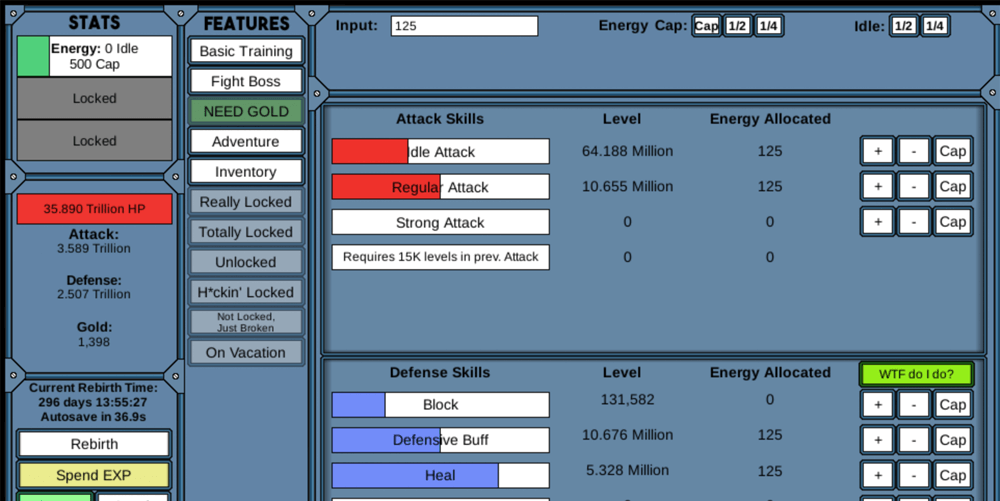 STATS
Energy: 0 Idle
500 Cap
Locked
Locked
35.890 Trillion HP
Attack:
3.589 Trillion
Defense:
2.507 Trillion
Gold:
1,398
Current Rebirth Time:
296 days 13:55:27
Autosave in 36.9s
Rebirth
Spend EXP
FEATURES
Basic Training
Fight Boss
NEED GOLD
Adventure
Inventory
Really Locked
Totally Locked
Unlocked
H*ckin' Locked
Not Locked,
Just Broken
On Vacation
Input: 125 Energy Cap: Cap 1/2 1/4 Idle: 1/2 1/4
Attack Skills Level Energy Allocated
Idle Attack 64.188 Million 125 + - Cap
Regular Attack 10.655 Million 125 + - Cap
Strong Attack 0 0 + - Cap
Requires 15K levels in prev. Attack 0 0
Defense Skills Level Energy Allocated WTF do I do?
Block 131,582 0 + - Cap
Defensive Buff 10.676 Million 125 + - Cap
Heal 5.328 Million 125 + - Cap